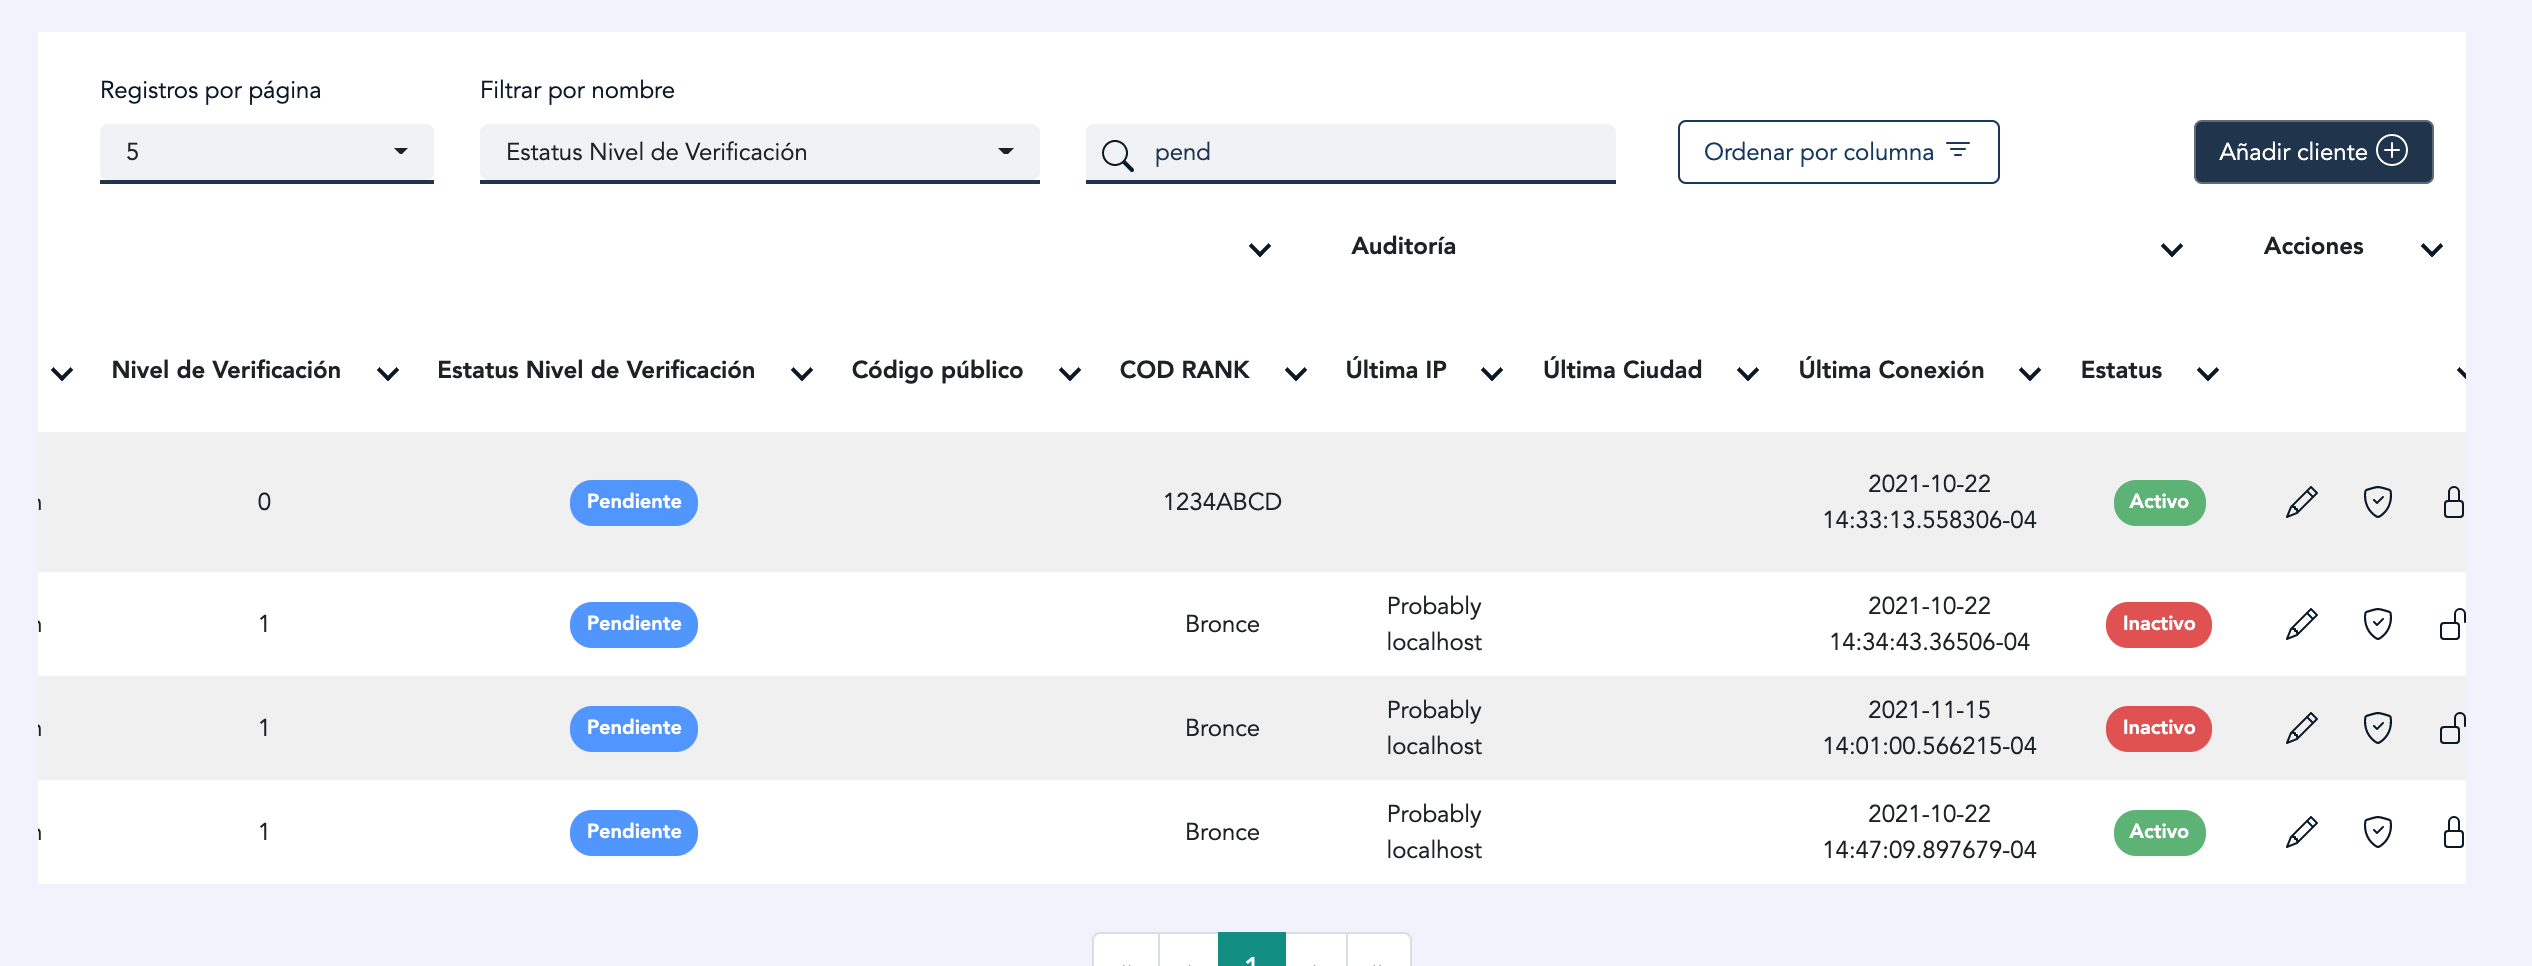 Registros por página
Filtrar por nombre
5
Estatus Nivel de Verificación
pend
Ordenar por columna
Añadir cliente
Auditoría
Acciones
Nivel de Verificación
Estatus Nivel de Verificación
Código público
COD RANK
Última IP
Última Ciudad
Última Conexión
Estatus
0
Pendiente
1234ABCD
2021-10-22
14:33:13.558306-04
Activo
1
Pendiente
Bronce
Probably
localhost
2021-10-22
14:34:43.36506-04
Inactivo
1
Pendiente
Bronce
Probably
localhost
2021-11-15
14:01:00.566215-04
Inactivo
1
Pendiente
Bronce
Probably
localhost
2021-10-22
14:47:09.897679-04
Activo
1